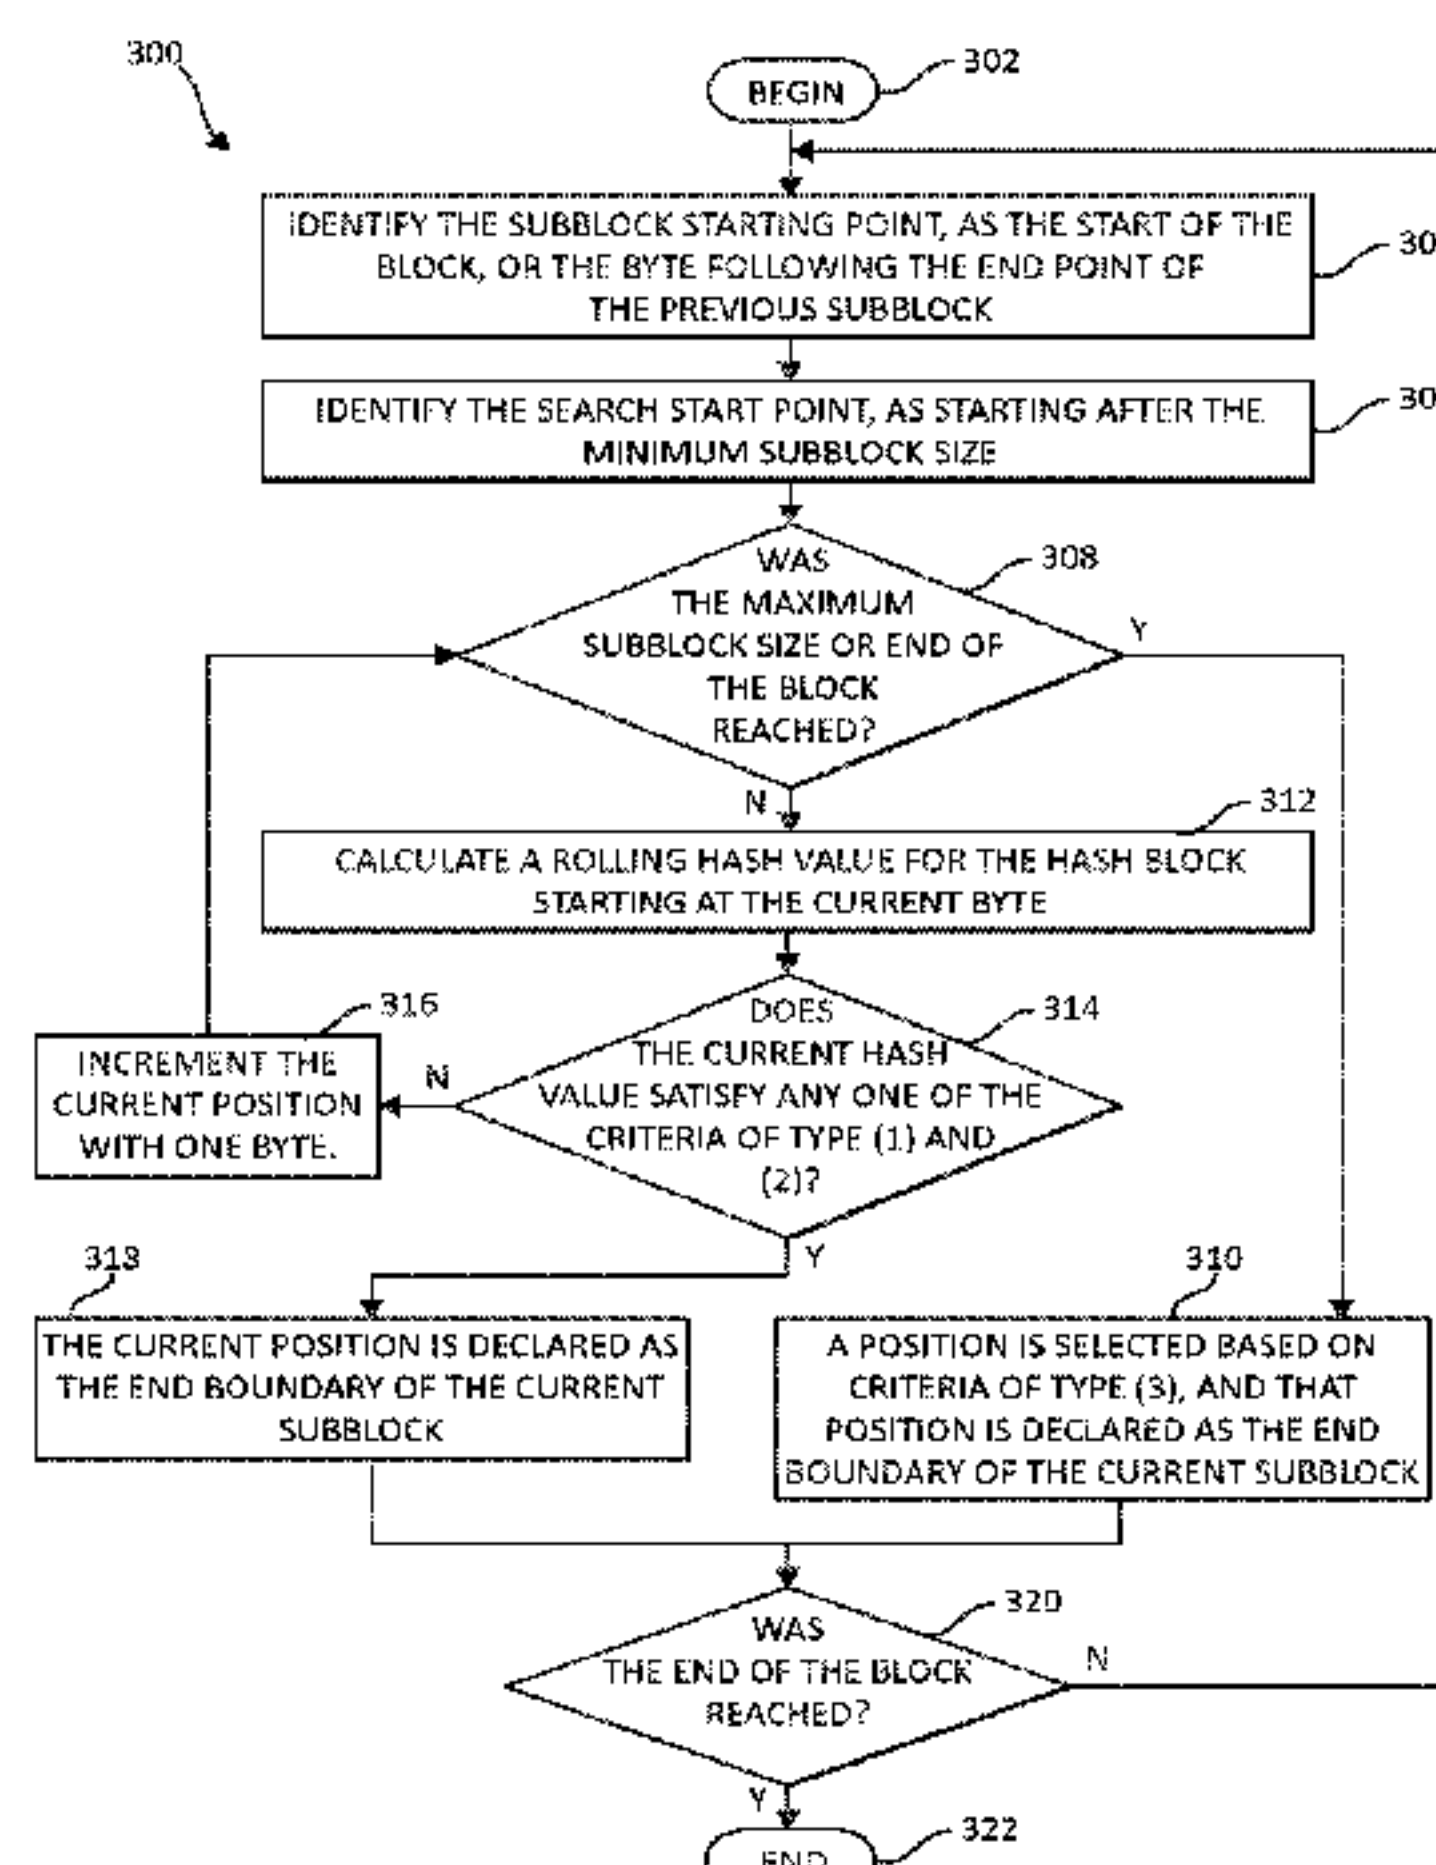 300
302
BEGIN
IDENTIFY THE SUBBLOCK STARTING POINT, AS THE START OF THE
BLOCK, OR THE BYTE FOLLOWING THE END POINT OF
THE PREVIOUS SUBBLOCK
30
IDENTIFY THE SEARCH START POINT, AS STARTING AFTER THE
MINIMUM SUBBLOCK SIZE
30
WAS
THE MAXIMUM
SUBBLOCK SIZE OR END OF
THE BLOCK
REACHED?
308
Y
N
312
CALCULATE A ROLLING HASH VALUE FOR THE HASH BLOCK
STARTING AT THE CURRENT BYTE
316
INCREMENT THE
CURRENT POSITION
WITH ONE BYTE.
N
DOES
THE CURRENT HASH
VALUE SATISFY ANY ONE OF THE
CRITERIA OF TYPE (1) AND
(2)?
314
Y
318
THE CURRENT POSITION IS DECLARED AS
THE END BOUNDARY OF THE CURRENT
SUBBLOCK
310
A POSITION IS SELECTED BASED ON
CRITERIA OF TYPE (3), AND THAT
POSITION IS DECLARED AS THE END
BOUNDARY OF THE CURRENT SUBBLOCK
320
WAS
THE END OF THE BLOCK
REACHED?
N
Y
322
END